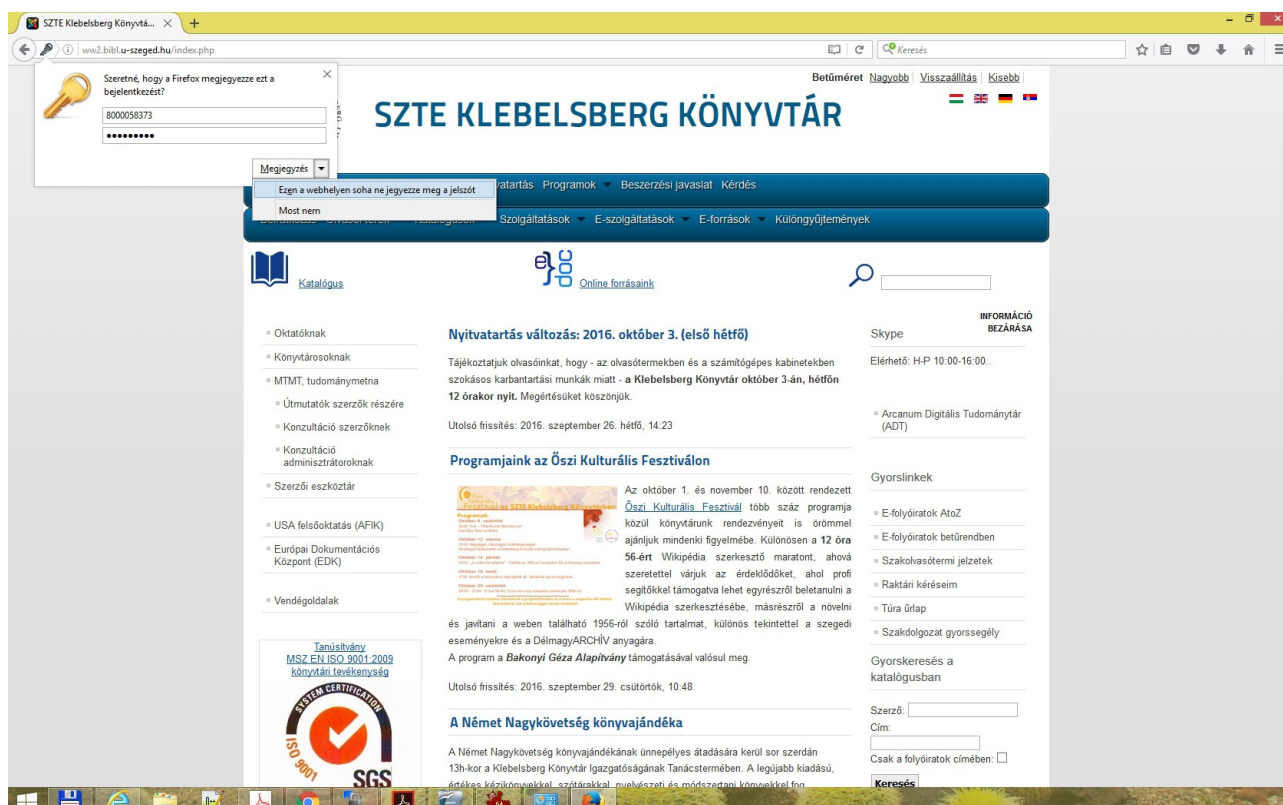 SZTE Klebelsberg Könyvtá...
ww2.bibl.u-szeged.hu/index.php
Keresés
Szeretné, hogy a Firefox megjegyezze ezt a
bejelentkezést?
8000058373
•••••••••
Megjegyzés
Ezen a webhelyen soha ne jegyezze meg a jelszót
Most nem
Betűméret Nagyobb Visszaállítás Kisebb
SZTE KLEBELSBERG KÖNYVTÁR
Programok Beszerzési javaslat Kérdés
Szolgáltatások E-szolgáltatások E-források Különgyűjtemények
Katalógus
Online forrásaink
INFORMÁCIÓ
BEZÁRÁSA
Oktatóknak
Könyvtárosoknak
MTMT, tudománymetria
Útmutatók szerzők részére
Konzultáció szerzőknek
Konzultáció
adminisztrátoroknak
Szerzői eszköztár
USA felsőoktatás (AFIK)
Európai Dokumentációs
Központ (EDK)
Vendégoldalak
Tanúsítvány
MSZ EN ISO 9001:2009
könyvtári tevékenység
SYSTEM CERTIFICATION
ISO 9001
SGS
Nyitvatartás változás: 2016. október 3. (első hétfő)
Tájékoztatjuk olvasóinkat, hogy - az olvasótermekben és a számítógépes kabinetekben
szokásos karbantartási munkák miatt - a Klebelsberg Könyvtár október 3-án, hétfőn
12 órakor nyit. Megértésüket köszönjük.
Utolsó frissítés: 2016. szeptember 26. hétfő, 14:23
Programjaink az Őszi Kulturális Fesztiválon
Az október 1. és november 10. között rendezett
Őszi Kulturális Fesztivál több száz programja
közül könyvtárunk rendezvényeit is örömmel
ajánljuk mindenki figyelmébe. Különösen a 12 óra
56-ért Wikipédia szerkesztő maratont, ahová
szeretettel várjuk az érdeklődőket, ahol profi
segítőkkel támogatva lehet egyrészről beletanulni a
Wikipédia szerkesztésébe, másrészről a növelni
és javítani a weben található 1956-ról szóló tartalmat, különös tekintettel a szegedi
eseményekre és a DélmagyARCHÍV anyagára.
A program a Bakonyi Géza Alapítvány támogatásával valósul meg.
Utolsó frissítés: 2016. szeptember 29. csütörtök, 10:48
A Német Nagykövetség könyvajándéka
A Német Nagykövetség könyvajándékának ünnepélyes átadására kerül sor szerdán
13h-kor a Klebelsberg Könyvtár Igazgatóságának Tanácstermében. A legújabb kiadású,
értékes kézikönyvekkel, szótárakkal, nyelvészeti és módszertani könyvekkel fog
Skype
Elérhető: H-P 10:00-16:00..
Arcanum Digitális Tudománytár
(ADT)
Gyorslinkek
E-folyóiratok AtoZ
E-folyóiratok betűrendben
Szakolvasótermi jelzetek
Raktári kéréseim
Túra űrlap
Szakdolgozat gyorssegély
Gyorskeresés a
katalógusban
Szerző:
Cím:
Csak a folyóiratok címében:
Keresés